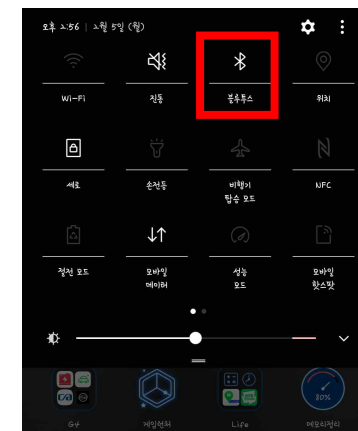 오후 2:56 | 2월 5일 (월)
Wi-Fi 진동 블루투스 위치
세로 손전등 비행기 탑승 모드 NFC
절전 모드 모바일 데이터 성능 모드 모바일 핫스팟
G4 게임런처 Life 메모리정리
80%